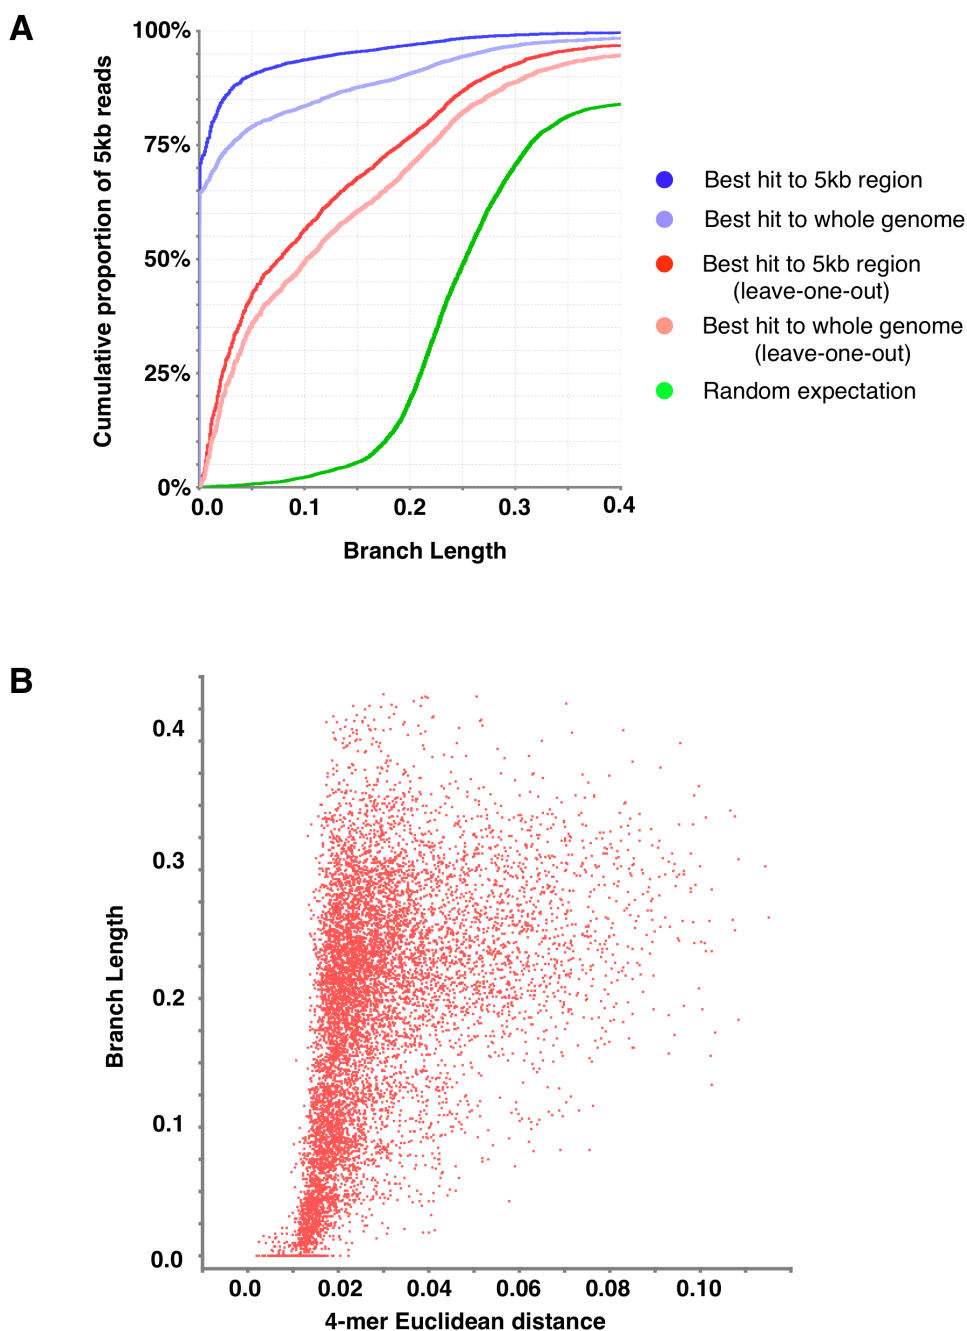 A
100%
75%
50%
25%
0%
Cumulative proportion of 5kb reads
0.0 0.1 0.2 0.3 0.4
Branch Length
Best hit to 5kb region
Best hit to whole genome
Best hit to 5kb region
(leave-one-out)
Best hit to whole genome
(leave-one-out)
Random expectation
B
0.4
0.3
0.2
0.1
0.0
Branch Length
0.0 0.02 0.04 0.06 0.08 0.10
4-mer Euclidean distance